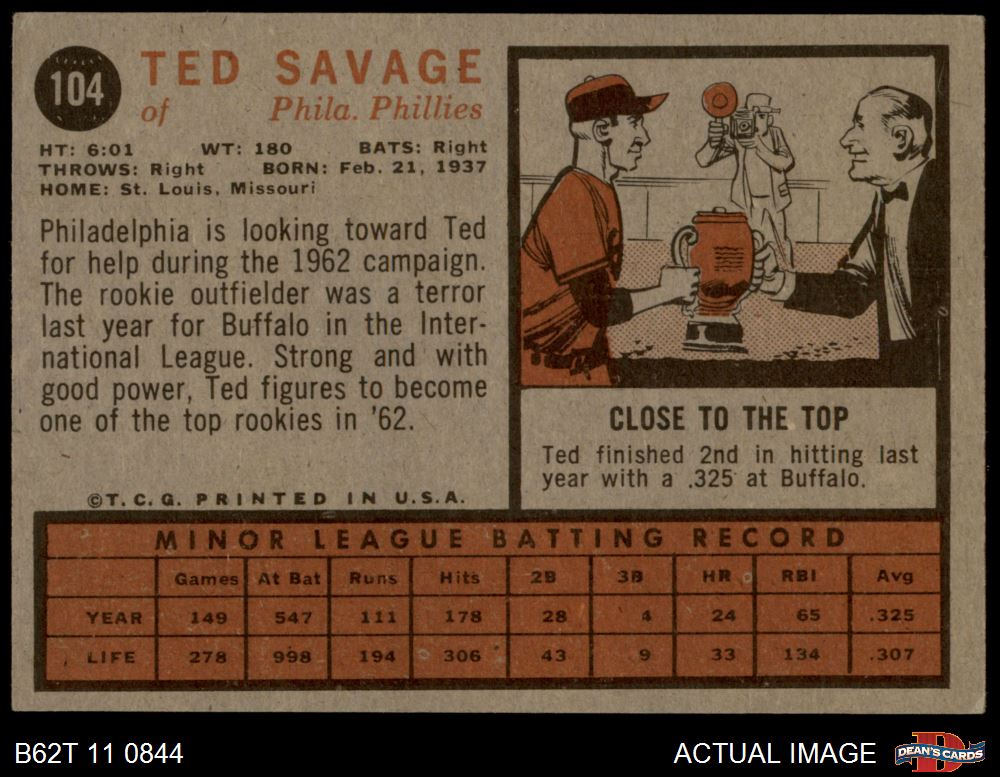 104
TED SAVAGE
of Phila. Phillies
HT: 6:01 WT: 180 BATS: Right
THROWS: Right BORN: Feb. 21, 1937
HOME: St. Louis, Missouri
Philadelphia is looking toward Ted
for help during the 1962 campaign.
The rookie outfielder was a terror
last year for Buffalo in the Inter-
national League. Strong and with
good power, Ted figures to become
one of the top rookies in '62.
©T.C.G. PRINTED IN U.S.A.
CLOSE TO THE TOP
Ted finished 2nd in hitting last
year with a .325 at Buffalo.
MINOR LEAGUE BATTING RECORD
Games At Bat Runs Hits 2B 3B HR RBI Avg
YEAR 149 547 111 178 28 4 24 65 .325
LIFE 278 998 194 306 43 9 33 134 .307
B62T 11 0844
ACTUAL IMAGE
D
DEAN'S CARDS